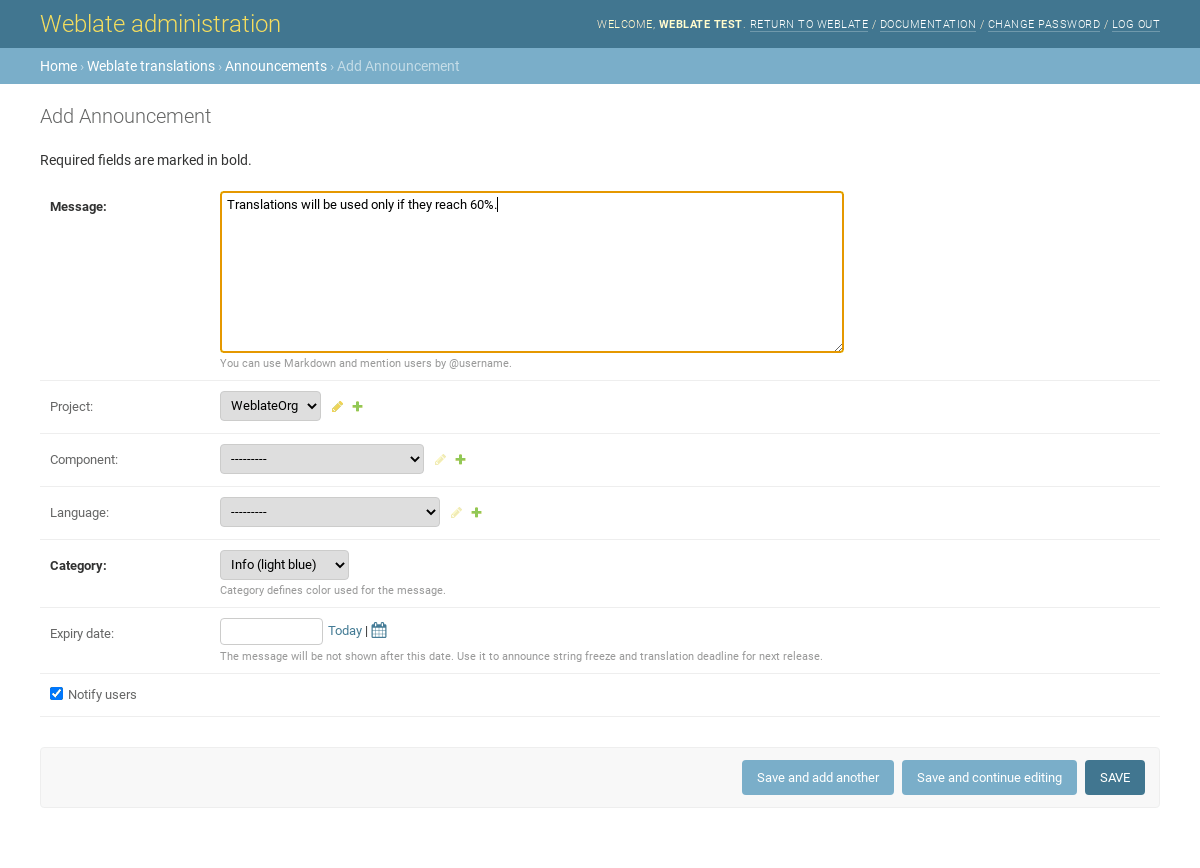 Weblate administration
WELCOME, WEBLATE TEST. RETURN TO WEBLATE / DOCUMENTATION / CHANGE PASSWORD / LOG OUT
Home › Weblate translations › Announcements › Add Announcement
Add Announcement
Required fields are marked in bold.
Message:
Translations will be used only if they reach 60%.
You can use Markdown and mention users by @username.
Project:
WeblateOrg
Component:
---------
Language:
---------
Category:
Info (light blue)
Category defines color used for the message.
Expiry date:
Today |
The message will be not shown after this date. Use it to announce string freeze and translation deadline for next release.
Notify users
Save and add another
Save and continue editing
SAVE